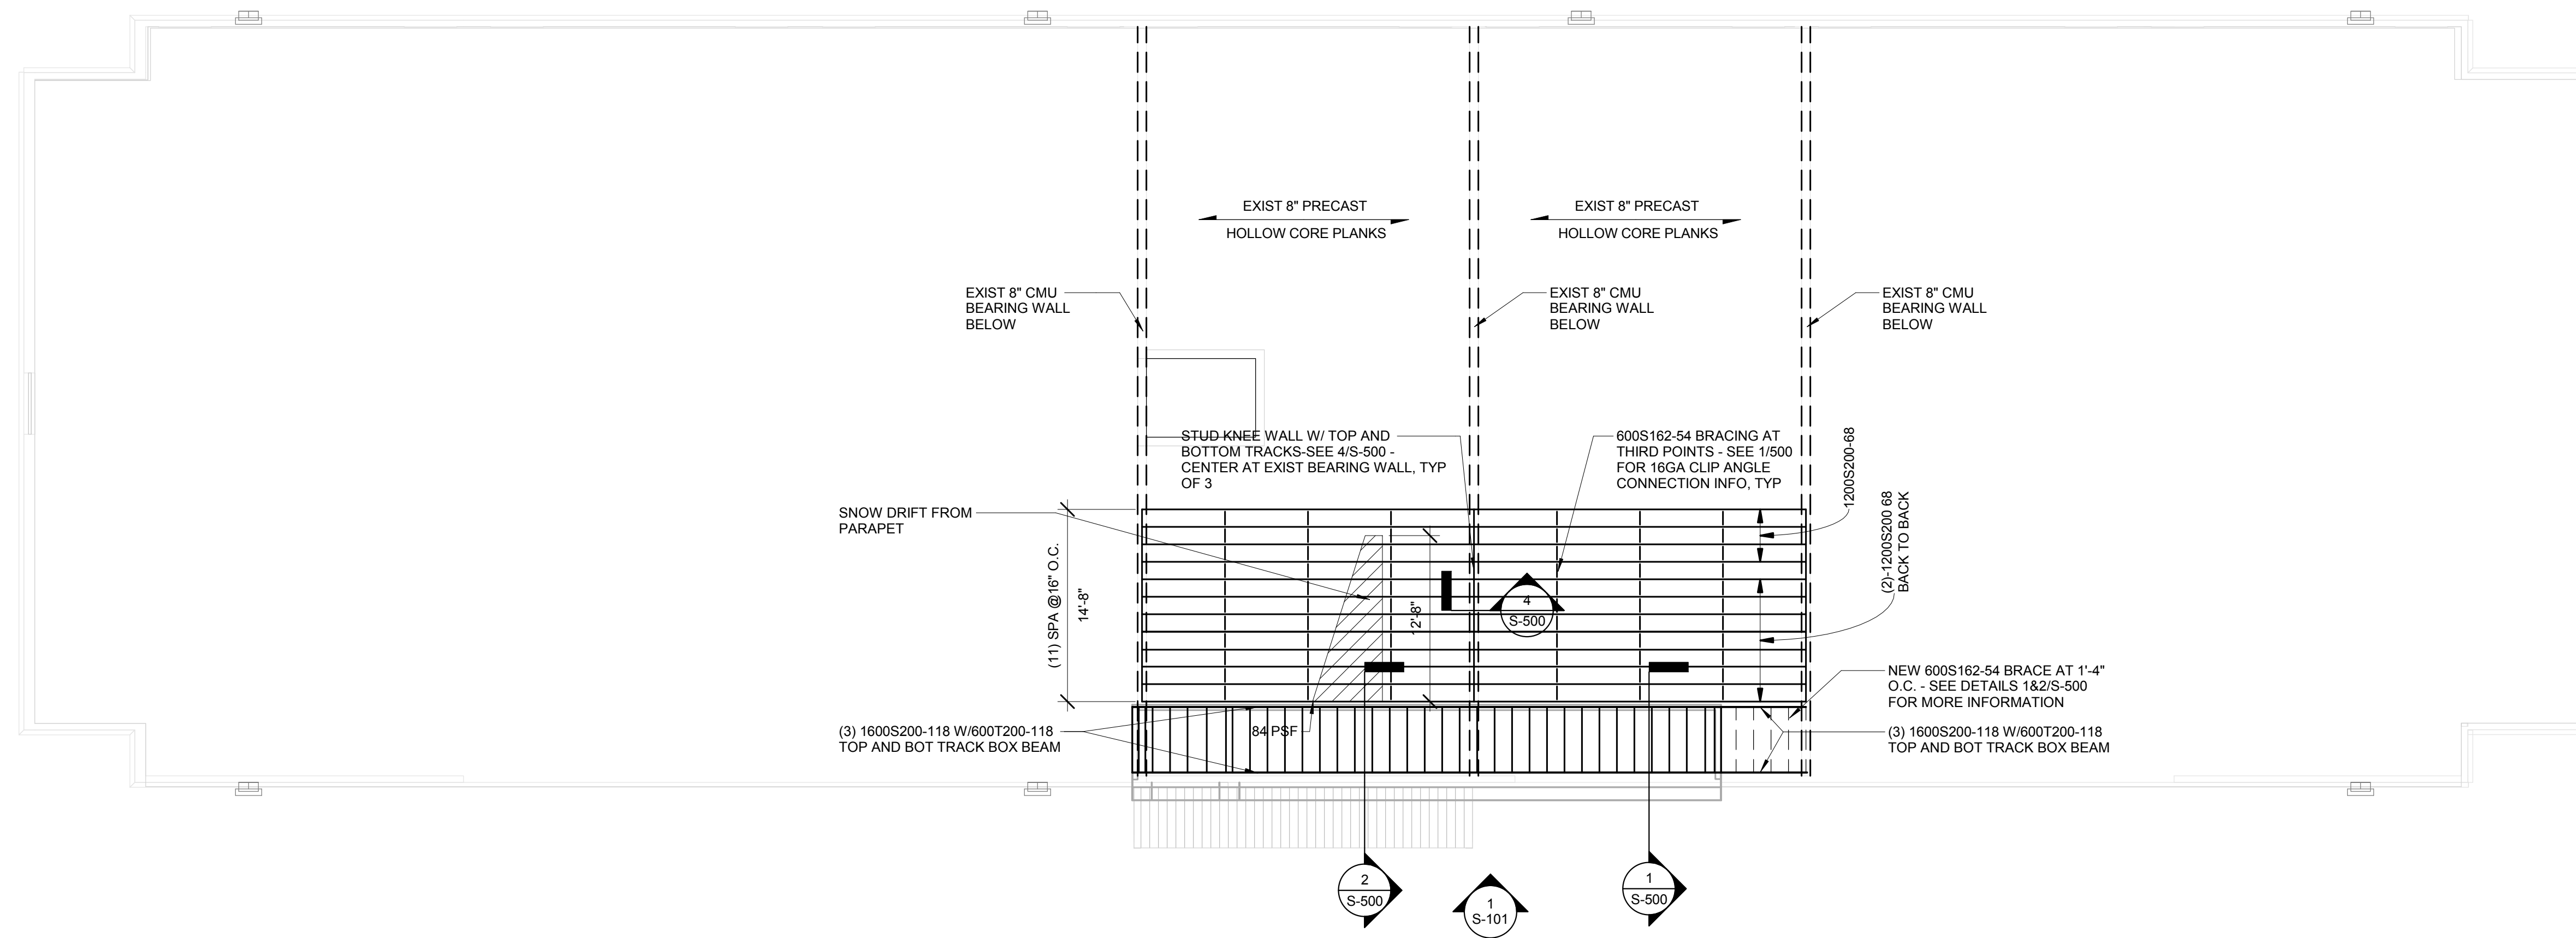 EXIST 8" PRECAST
HOLLOW CORE PLANKS
EXIST 8" PRECAST
HOLLOW CORE PLANKS
EXIST 8" CMU
BEARING WALL
BELOW
EXIST 8" CMU
BEARING WALL
BELOW
EXIST 8" CMU
BEARING WALL
BELOW
STUD KNEE WALL W/ TOP AND
BOTTOM TRACKS-SEE 4/S-500 -
CENTER AT EXIST BEARING WALL, TYP
OF 3
600S162-54 BRACING AT
THIRD POINTS - SEE 1/500
FOR 16GA CLIP ANGLE
CONNECTION INFO, TYP
1200S200-68
(2)-1200S200 68
BACK TO BACK
SNOW DRIFT FROM
PARAPET
(11) SPA @16" O.C.
14'-8"
12'-8"
4
S-500
NEW 600S162-54 BRACE AT 1'-4"
O.C. - SEE DETAILS 1&2/S-500
FOR MORE INFORMATION
(3) 1600S200-118 W/600T200-118
TOP AND BOT TRACK BOX BEAM
84 PSF
(3) 1600S200-118 W/600T200-118
TOP AND BOT TRACK BOX BEAM
2
S-500
1
S-101
1
S-500